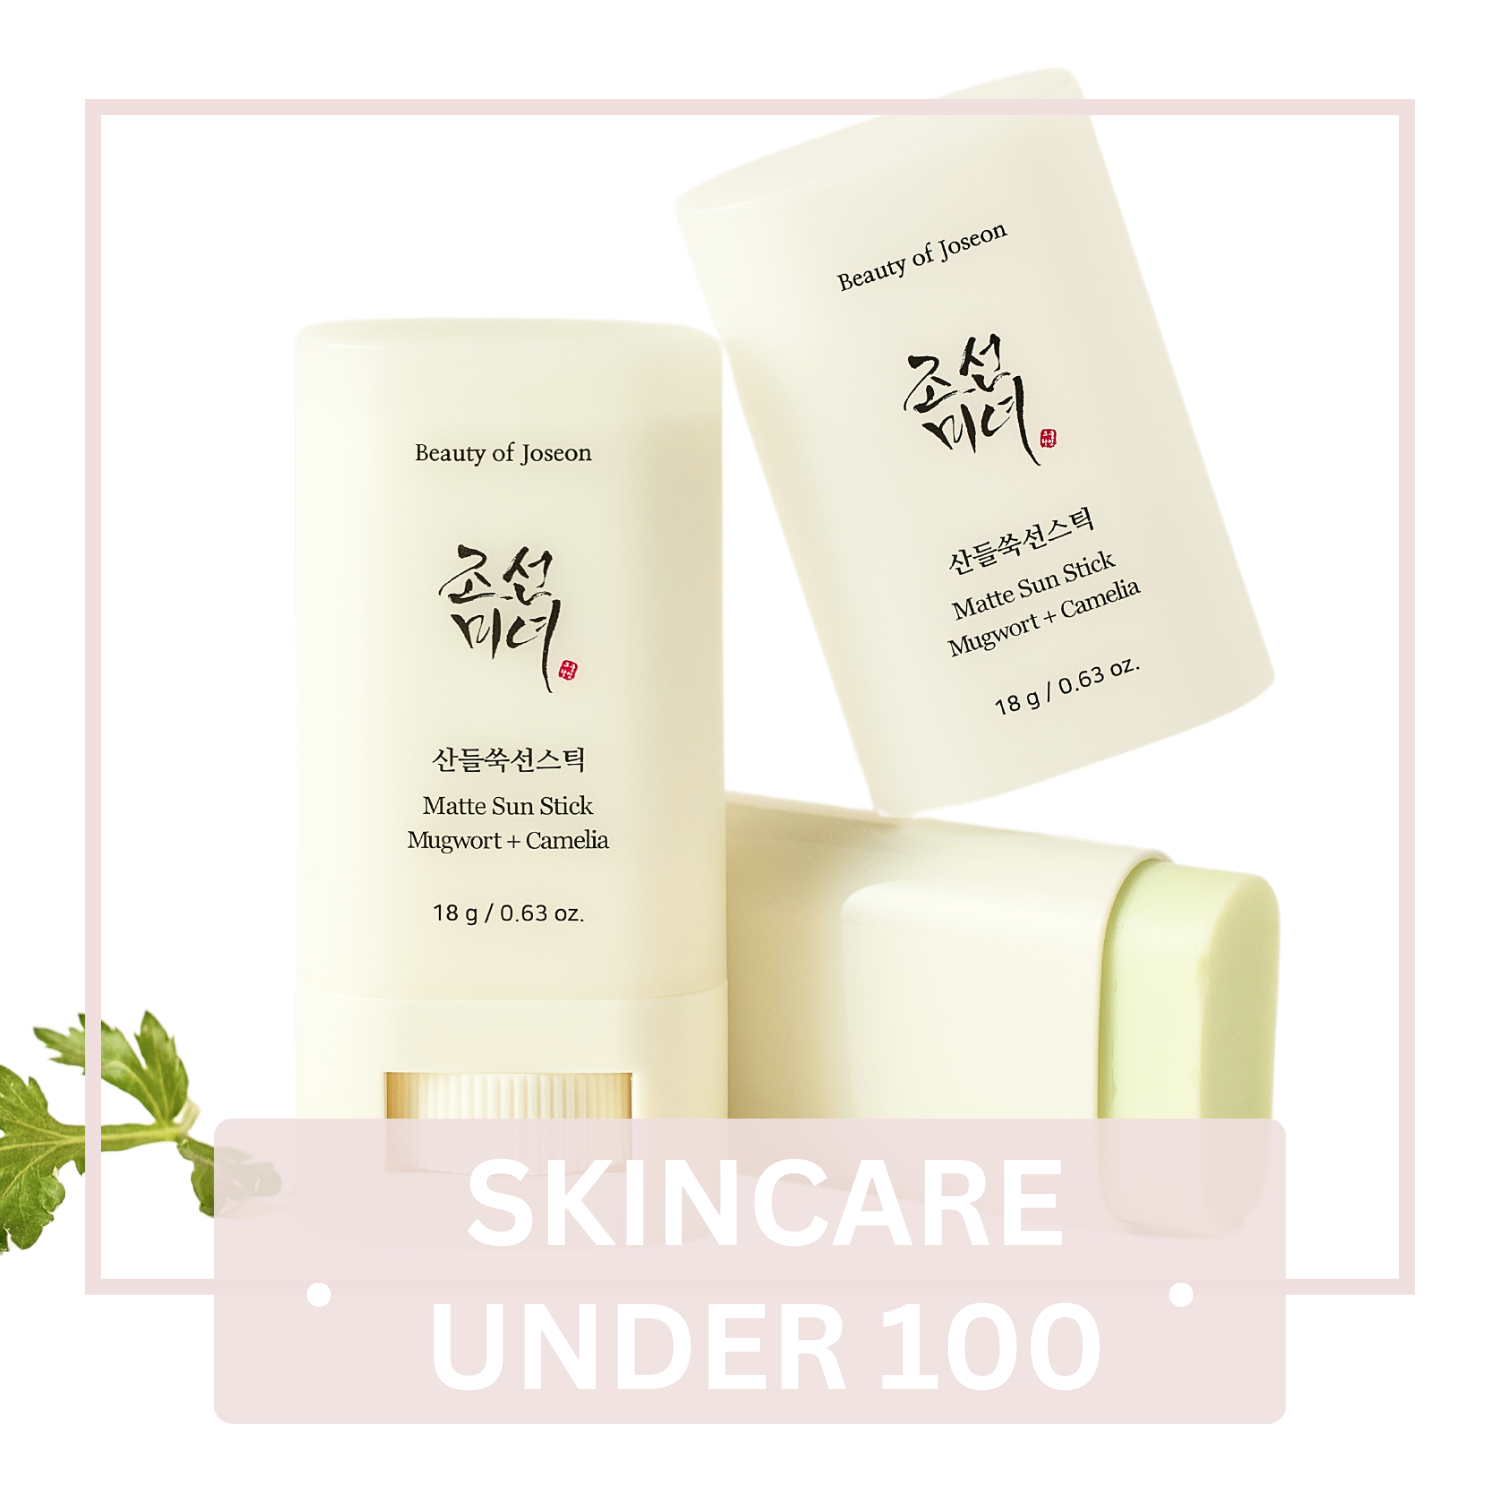 Beauty of Joseon
조선
미녀
산들쑥선스틱
Matte Sun Stick
Mugwort + Camelia
18 g / 0.63 oz.
Beauty of Joseon
조선
미녀
산들쑥선스틱
Matte Sun Stick
Mugwort + Camelia
18 g / 0.63 oz.
SKINCARE
UNDER 100